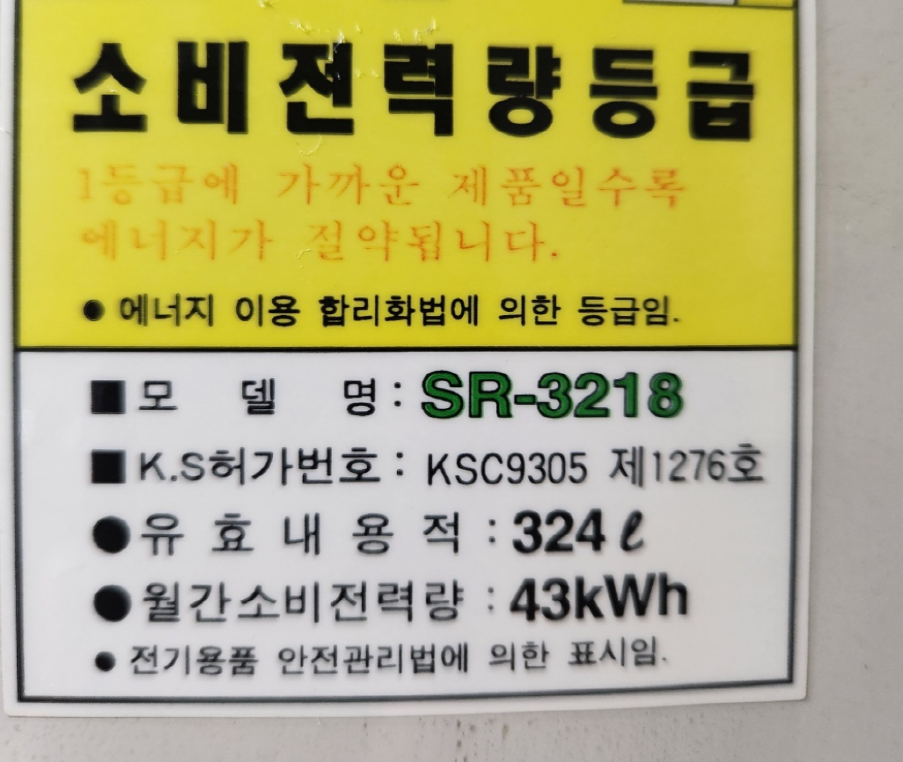 소비전력량등급
1등급에 가까운 제품일수록
에너지가 절약됩니다.
● 에너지 이용 합리화법에 의한 등급임.
■ 모 델 명 : SR-3218
■ K.S허가번호 : KSC9305 제1276호
● 유 효 내 용 적 : 324 ℓ
● 월간소비전력량 : 43kWh
● 전기용품 안전관리법에 의한 표시임.